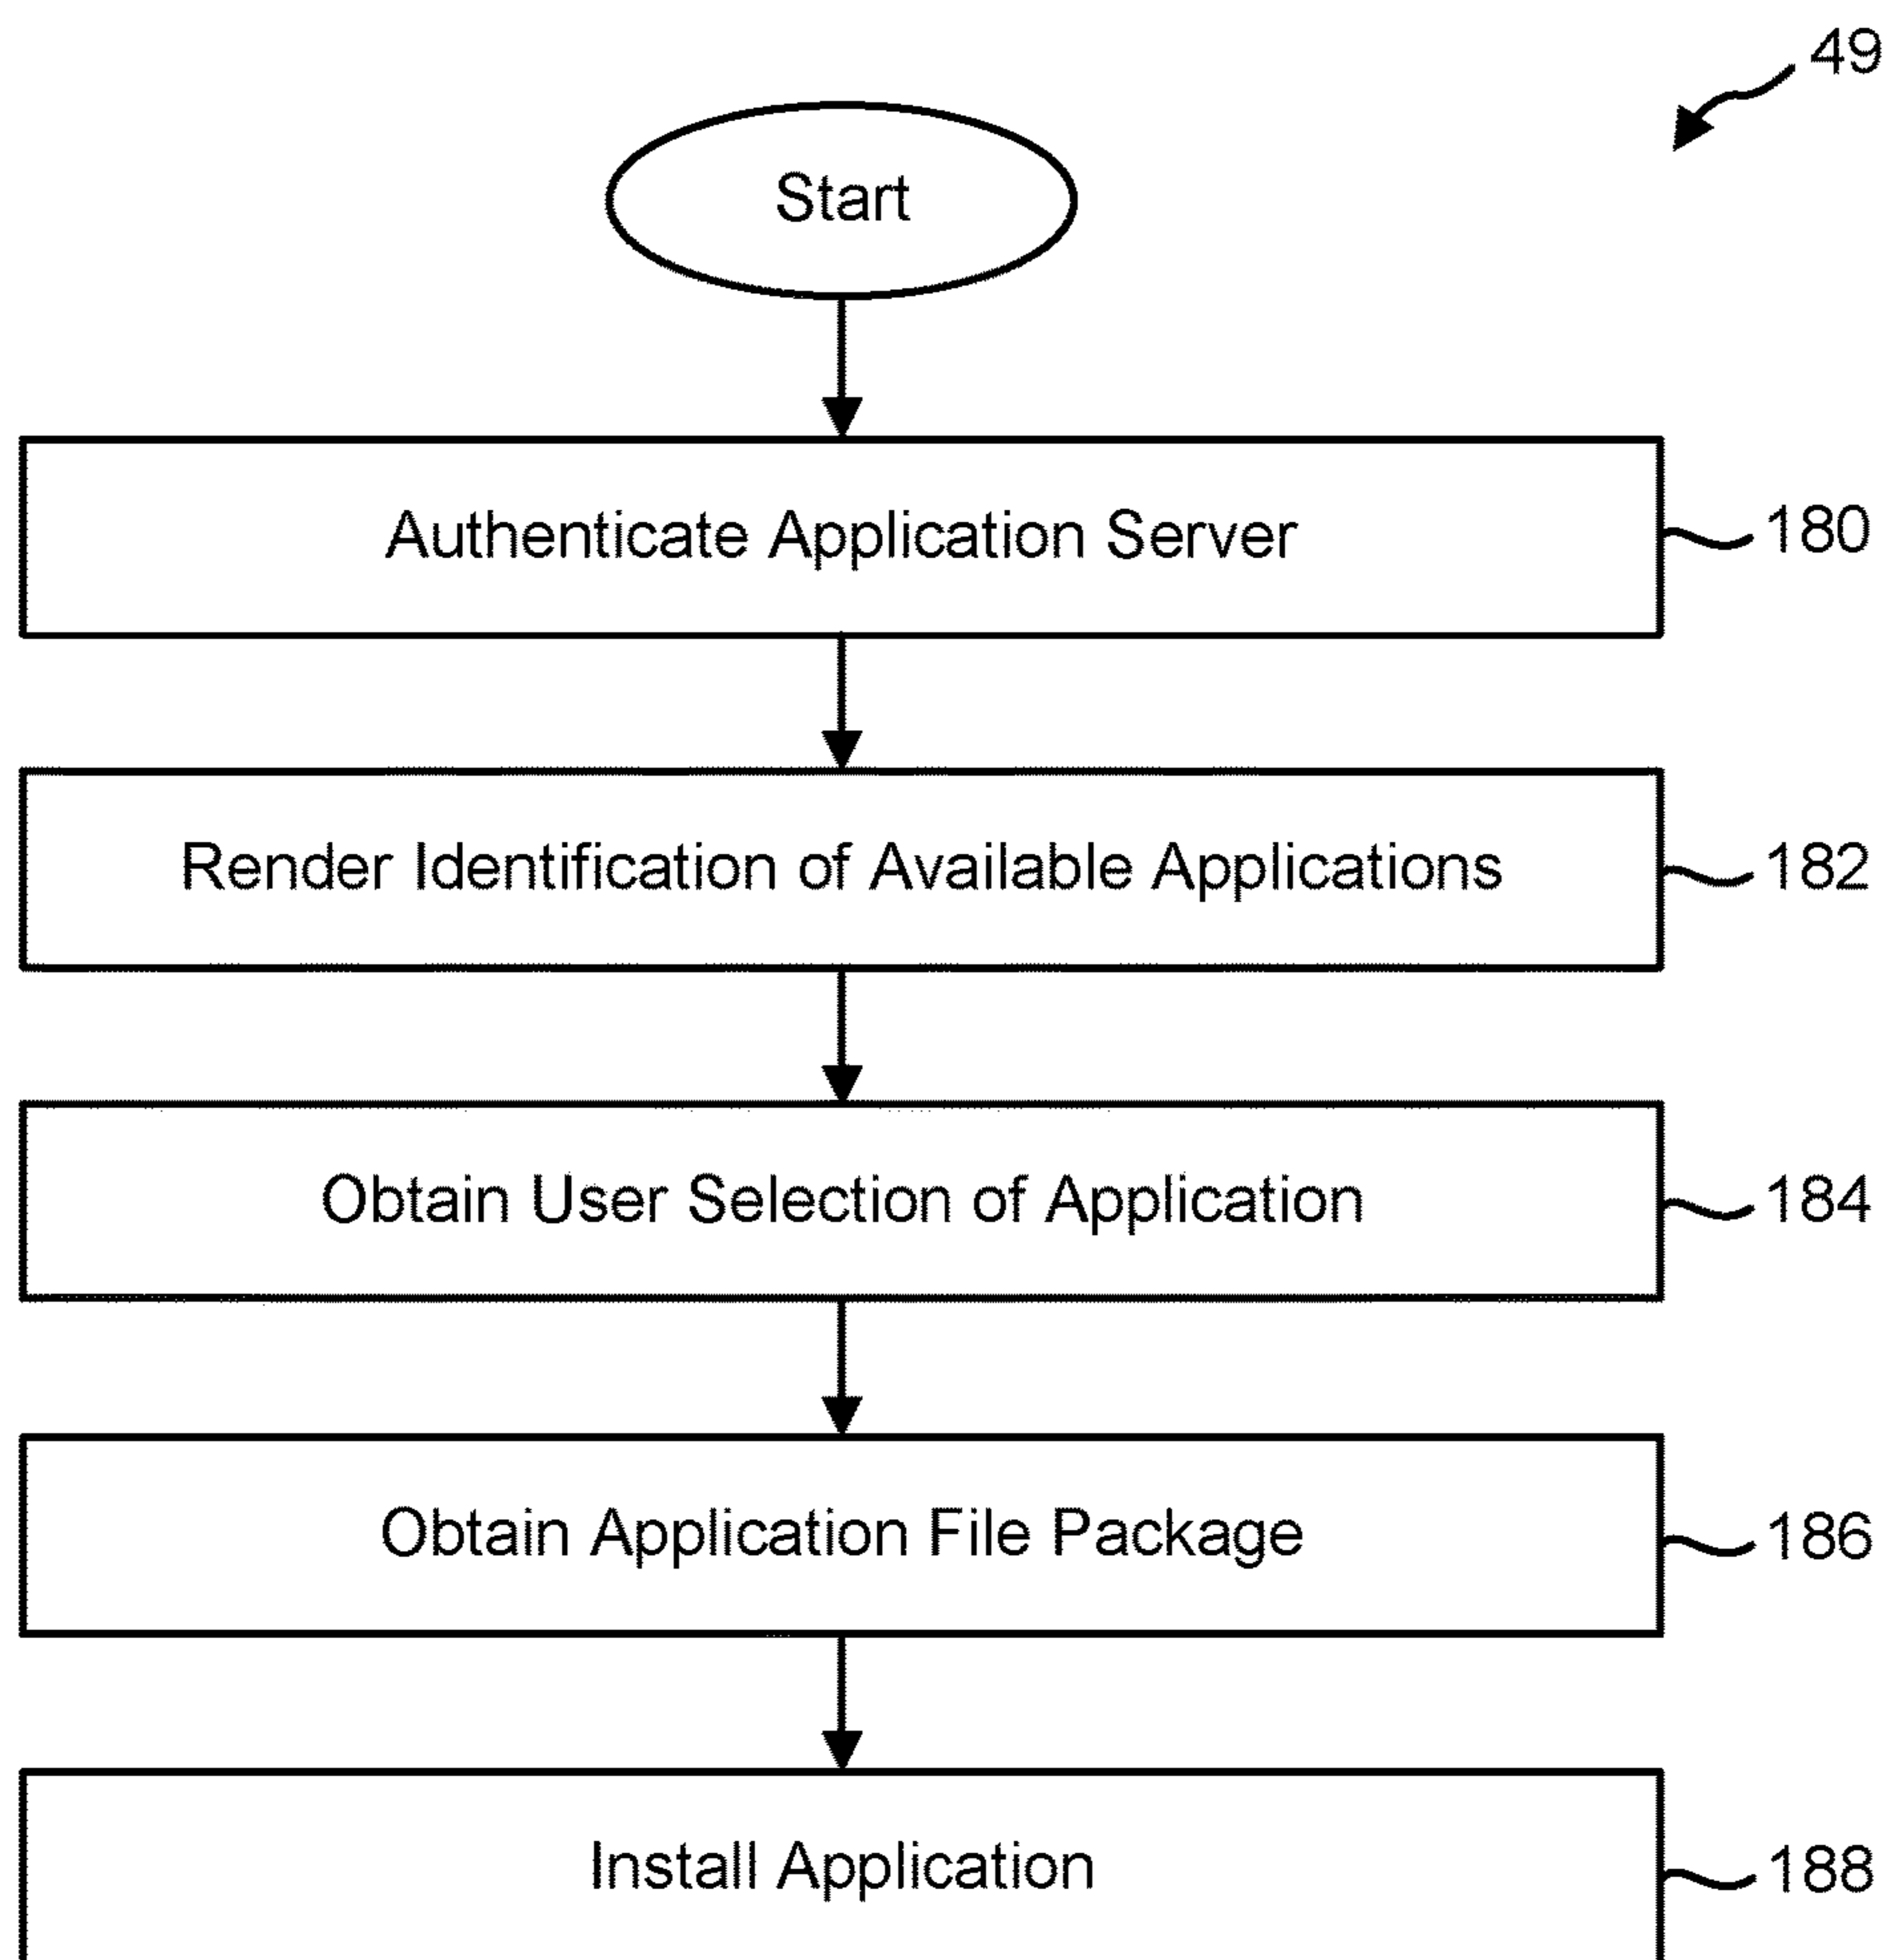 49
Start
Authenticate Application Server
180
Render Identification of Available Applications
182
Obtain User Selection of Application
184
Obtain Application File Package
186
Install Application
188